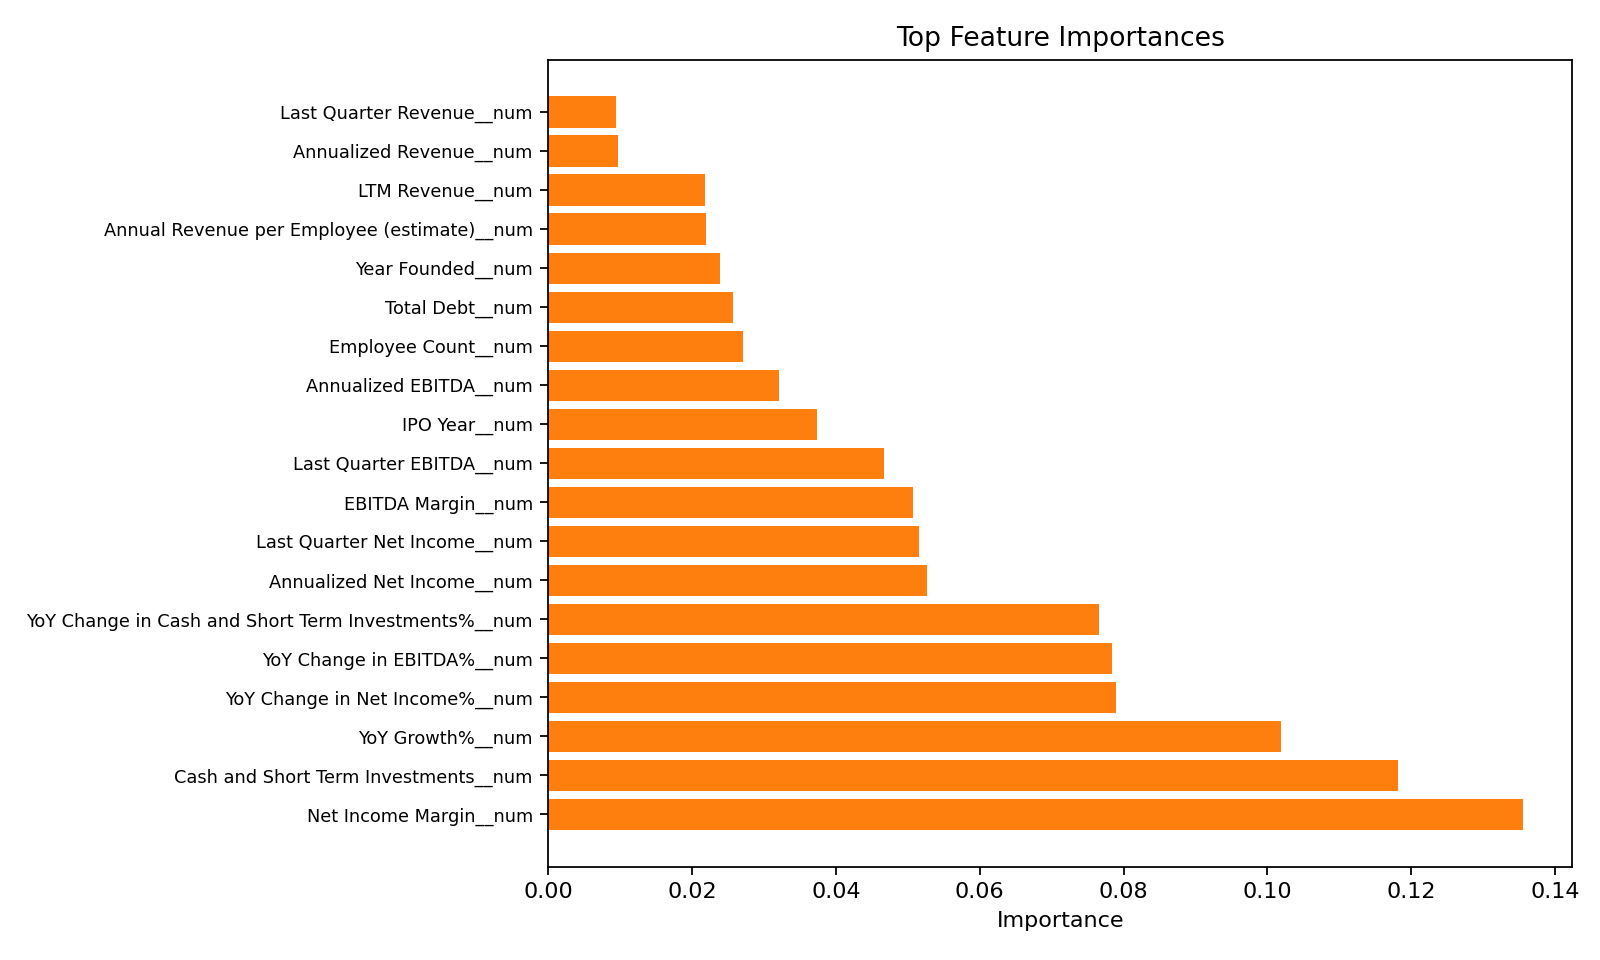 Top Feature Importances
Last Quarter Revenue__num
Annualized Revenue__num
LTM Revenue__num
Annual Revenue per Employee (estimate)__num
Year Founded__num
Total Debt__num
Employee Count__num
Annualized EBITDA__num
IPO Year__num
Last Quarter EBITDA__num
EBITDA Margin__num
Last Quarter Net Income__num
Annualized Net Income__num
YoY Change in Cash and Short Term Investments%__num
YoY Change in EBITDA%__num
YoY Change in Net Income%__num
YoY Growth%__num
Cash and Short Term Investments__num
Net Income Margin__num
0.00 0.02 0.04 0.06 0.08 0.10 0.12 0.14
Importance